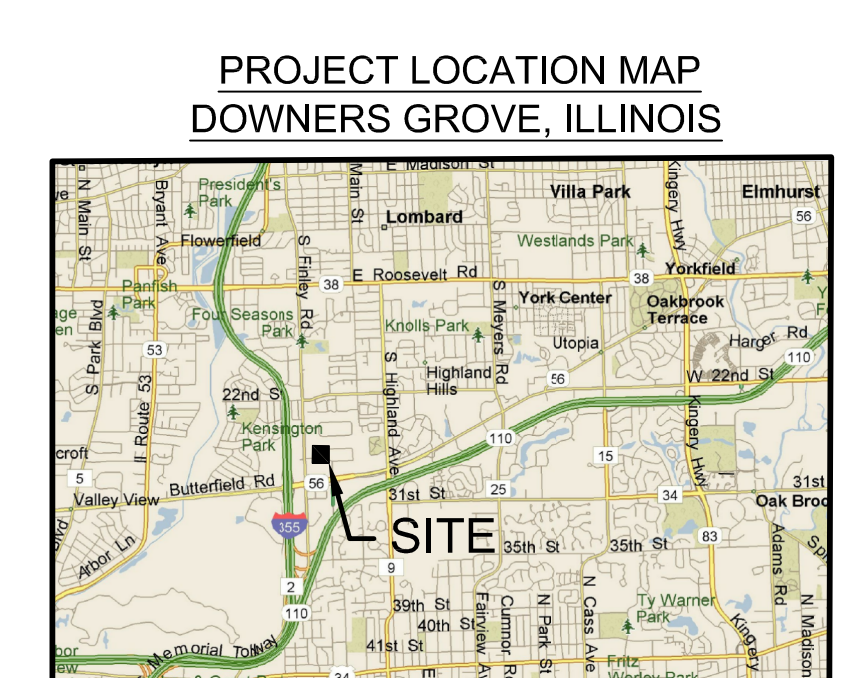 PROJECT LOCATION MAP
DOWNERS GROVE, ILLINOIS
E Madison St
N Main St
Bryant Ave
President's
Park
Main St
Villa Park
Kingery Hwy
Elmhurst
56
Lombard
Flowerfield
S Finley Rd
Westlands Park
Yorkfield
38
E Roosevelt Rd
38
Panfish
Park
S Park Blvd
Four Seasons
Park
S Meyers Rd
York Center
Oakbrook
Terrace
Knolls Park
Utopia
Harger Rd
53
110
S Highland Ave
Highland
Hills
56
W 22nd St
22nd S
Il Route 53
Kensington
Park
Kingery Hwy
110
croft
15
5
Butterfield Rd
56
31st St
25
34
31st
Valley View
Oak Broo
355
SITE
35th St
35th St
83
Adams Rd
Arbor Ln
9
2
110
39th St
40th St
41st St
Fairview Av
Cumnor R
N Park St
N Cass Ave
Ty Warner
Park
Kingery
N Madison
Memorial Tollway
bor
ew
34
Fritz